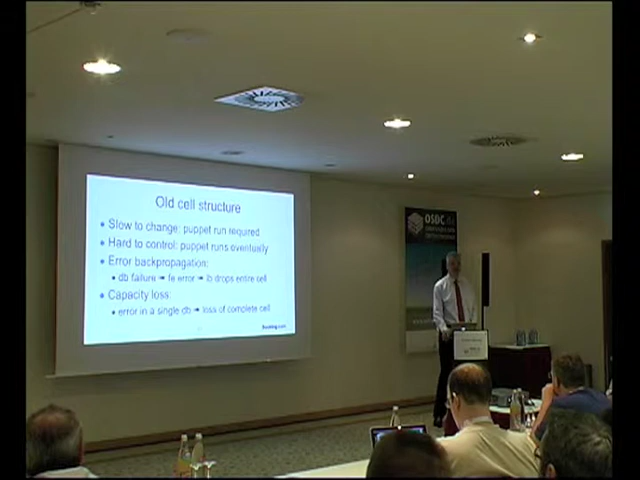 Old cell structure
• Slow to change: puppet run required
• Hard to control: puppet runs eventually
• Error backpropagation:
• db failure ➟ fe error ➟ lb drops entire cell
• Capacity loss:
• error in a single db ➟ loss of complete cell
Booking.com
OSDC